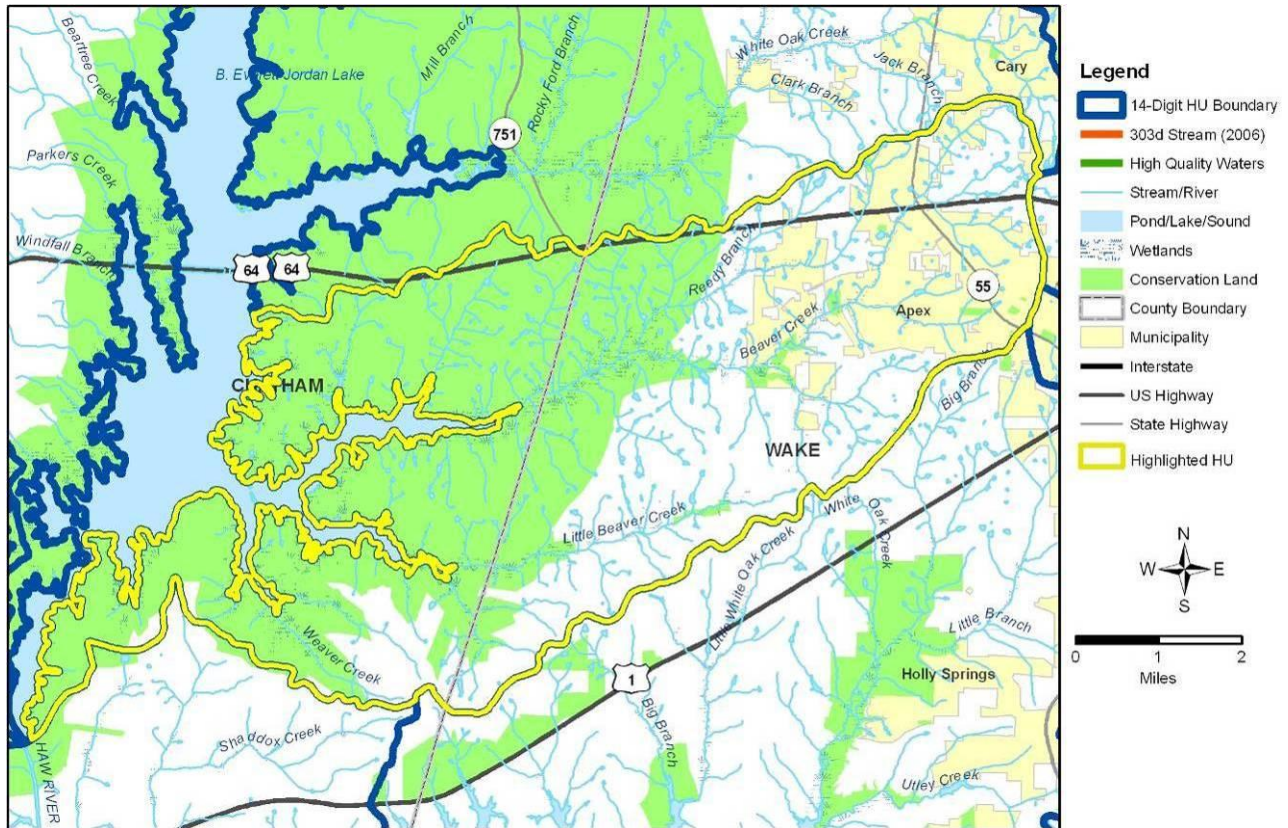 Beartree Creek
B. Everett Jordan Lake
Mill Branch
Rocky Ford Branch
White Oak Creek
Jack Branch
Cary
Clark Branch
751
Parkers Creek
Windfall Branch
64
64
Reedy Branch
55
Apex
Beaver Creek
Big Branch
CHATHAM
WAKE
Little Beaver Creek
White
Oak Creek
Little White Oak Creek
Little Branch
Weaver Creek
1
Holly Springs
Shaddox Creek
Big Branch
HAW RIVER
Utley Creek
Legend
14-Digit HU Boundary
303d Stream (2006)
High Quality Waters
Stream/River
Pond/Lake/Sound
Wetlands
Conservation Land
County Boundary
Municipality
Interstate
US Highway
State Highway
Highlighted HU
N
W E
S
0 1 2
Miles